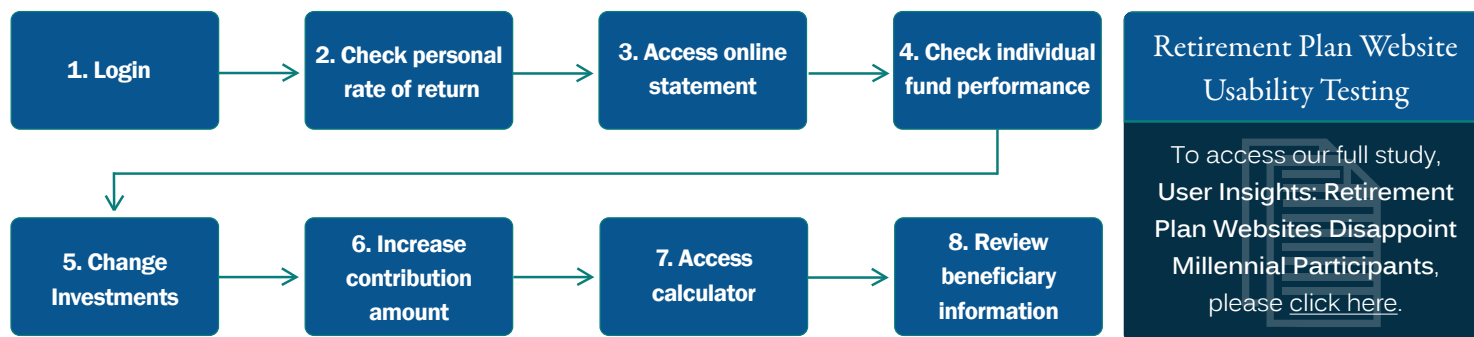 1. Login
2. Check personal
rate of return
3. Access online
statement
4. Check individual
fund performance
5. Change
Investments
6. Increase
contribution
amount
7. Access
calculator
8. Review
beneficiary
information
Retirement Plan Website
Usability Testing
To access our full study,
User Insights: Retirement
Plan Websites Disappoint
Millennial Participants,
please click here.